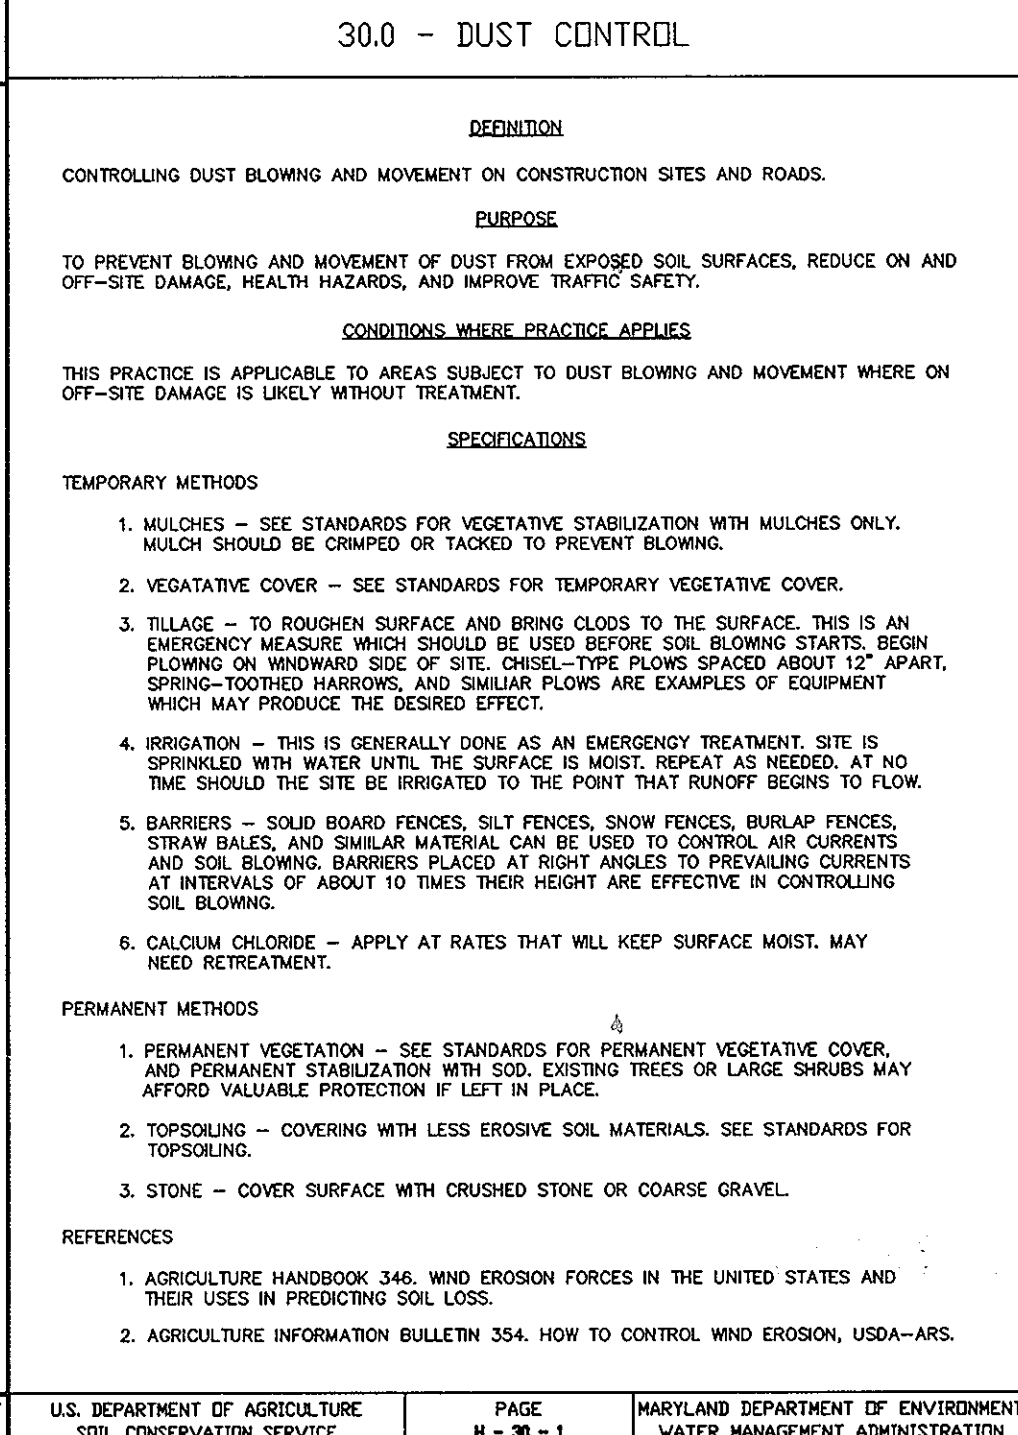 30.0 - DUST CONTROL
DEFINITION
CONTROLLING DUST BLOWING AND MOVEMENT ON CONSTRUCTION SITES AND ROADS.
PURPOSE
TO PREVENT BLOWING AND MOVEMENT OF DUST FROM EXPOSED SOIL SURFACES, REDUCE ON AND
OFF-SITE DAMAGE, HEALTH HAZARDS, AND IMPROVE TRAFFIC SAFETY.
CONDITIONS WHERE PRACTICE APPLIES
THIS PRACTICE IS APPLICABLE TO AREAS SUBJECT TO DUST BLOWING AND MOVEMENT WHERE ON
OFF-SITE DAMAGE IS LIKELY WITHOUT TREATMENT.
SPECIFICATIONS
TEMPORARY METHODS
1. MULCHES - SEE STANDARDS FOR VEGETATIVE STABILIZATION WITH MULCHES ONLY.
MULCH SHOULD BE CRIMPED OR TACKED TO PREVENT BLOWING.
2. VEGATATIVE COVER - SEE STANDARDS FOR TEMPORARY VEGETATIVE COVER.
3. TILLAGE - TO ROUGHEN SURFACE AND BRING CLODS TO THE SURFACE. THIS IS AN
EMERGENCY MEASURE WHICH SHOULD BE USED BEFORE SOIL BLOWING STARTS. BEGIN
PLOWING ON WINDWARD SIDE OF SITE. CHISEL-TYPE PLOWS SPACED ABOUT 12" APART,
SPRING-TOOTHED HARROWS, AND SIMILIAR PLOWS ARE EXAMPLES OF EQUIPMENT
WHICH MAY PRODUCE THE DESIRED EFFECT.
4. IRRIGATION - THIS IS GENERALLY DONE AS AN EMERGENGY TREATMENT. SITE IS
SPRINKLED WITH WATER UNTIL THE SURFACE IS MOIST. REPEAT AS NEEDED. AT NO
TIME SHOULD THE SITE BE IRRIGATED TO THE POINT THAT RUNOFF BEGINS TO FLOW.
5. BARRIERS - SOLID BOARD FENCES, SILT FENCES, SNOW FENCES, BURLAP FENCES,
STRAW BALES, AND SIMIILAR MATERIAL CAN BE USED TO CONTROL AIR CURRENTS
AND SOIL BLOWING. BARRIERS PLACED AT RIGHT ANGLES TO PREVAILING CURRENTS
AT INTERVALS OF ABOUT 10 TIMES THEIR HEIGHT ARE EFFECTIVE IN CONTROLLING
SOIL BLOWING.
6. CALCIUM CHLORIDE - APPLY AT RATES THAT WILL KEEP SURFACE MOIST. MAY
NEED RETREATMENT.
PERMANENT METHODS
1. PERMANENT VEGETATION - SEE STANDARDS FOR PERMANENT VEGETATIVE COVER,
AND PERMANENT STABILIZATION WITH SOD. EXISTING TREES OR LARGE SHRUBS MAY
AFFORD VALUABLE PROTECTION IF LEFT IN PLACE.
2. TOPSOILING - COVERING WITH LESS EROSIVE SOIL MATERIALS. SEE STANDARDS FOR
TOPSOILING.
3. STONE - COVER SURFACE WITH CRUSHED STONE OR COARSE GRAVEL.
REFERENCES
1. AGRICULTURE HANDBOOK 346. WIND EROSION FORCES IN THE UNITED STATES AND
THEIR USES IN PREDICTING SOIL LOSS.
2. AGRICULTURE INFORMATION BULLETIN 354. HOW TO CONTROL WIND EROSION, USDA-ARS.
U.S. DEPARTMENT OF AGRICULTURE
SOIL CONSERVATION SERVICE
PAGE
H - 30 - 1
MARYLAND DEPARTMENT OF ENVIRONMENT
WATER MANAGEMENT ADMINISTRATION